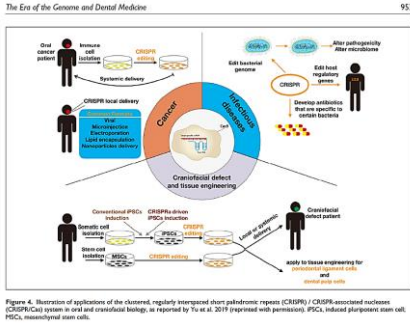 The Era of the Genome and Dental Medicine
Oral
cancer
patient
Immune
cell
isolation
CRISPR
editing
Systemic delivery
CRISPR local delivery
Viral
Microinjection
Electroporation
Lipid encapsulation
Nanoparticles delivery
Cancer
Infectious
diseases
Craniofacial defect
and tissue engineering
Edit bacterial
genome
Alter pathogenicity
Alter microbiome
Edit host
regulatory
genes
CRISPR
Develop antibiotics
that are specific to
certain bacteria
Conventional iPSCs
induction
CRISPRa driven
iPSCs induction
Somatic cell
isolation
iPSCs
CRISPR
editing
Stem cell
isolation
MSCs
CRISPR editing
Local or systemic
delivery
Craniofacial
defect
patient
apply to tissue engineering for
periodontal ligament cells
and
dental pulp cells
Figure 4. Illustration of applications of the clustered, regularly interspaced short palindromic repeats (CRISPR) / CRISPR-associated nucleases
(CRISPR/Cas) system in oral and craniofacial biology, as reported by Yu et al. 2019 (reprinted with permission). iPSCs, induced pluripotent stem cell;
MSCs, mesenchymal stem cells.